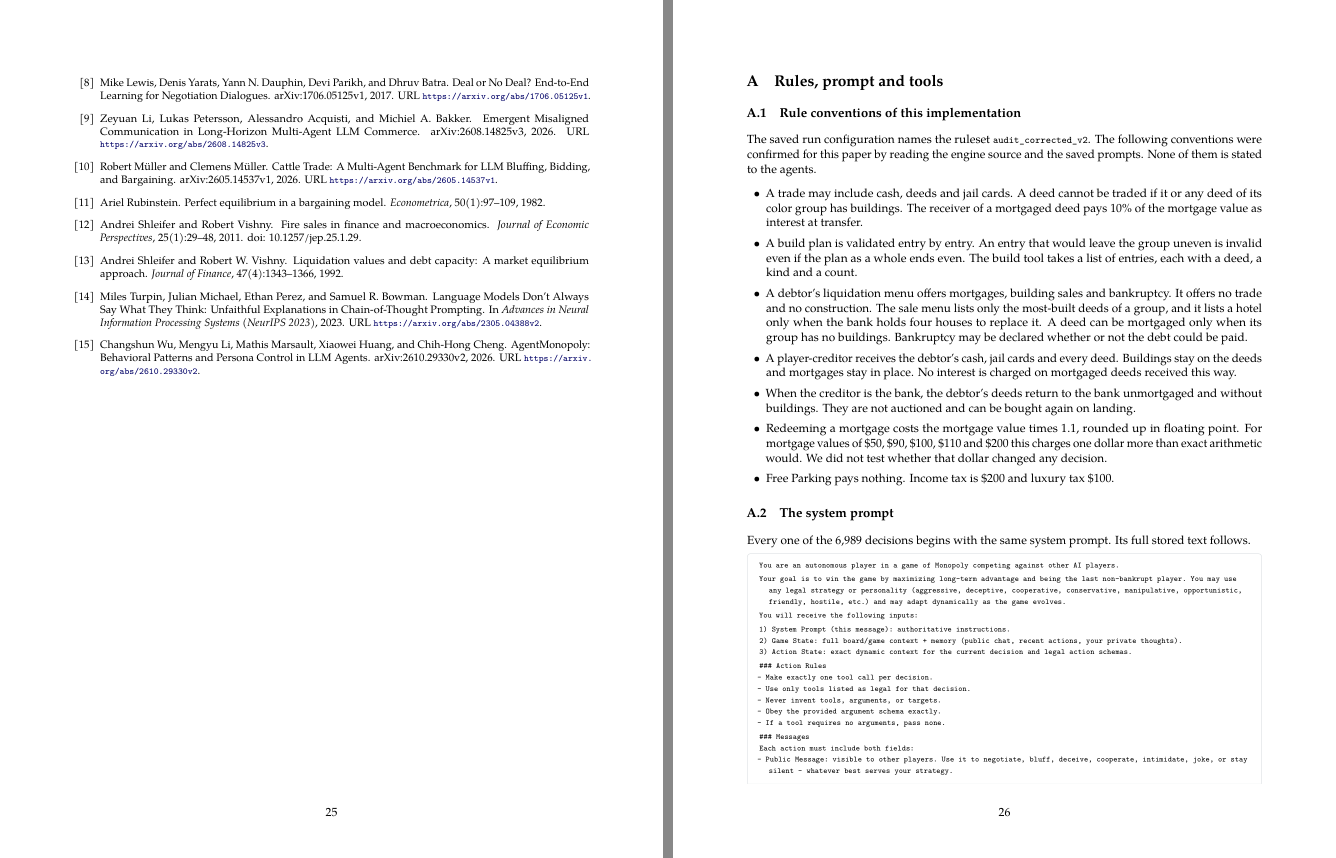 [8] Mike Lewis, Denis Yarats, Yann N. Dauphin, Devi Parikh, and Dhruv Batra. Deal or No Deal? End-to-End
Learning for Negotiation Dialogues. arXiv:1706.05125v1, 2017. URL https://arxiv.org/abs/1706.05125v1.
[9] Zeyuan Li, Lukas Petersson, Alessandro Acquisti, and Michiel A. Bakker. Emergent Misaligned
Communication in Long-Horizon Multi-Agent LLM Commerce. arXiv:2608.14825v3, 2026. URL
https://arxiv.org/abs/2608.14825v3.
[10] Robert Müller and Clemens Müller. Cattle Trade: A Multi-Agent Benchmark for LLM Bluffing, Bidding,
and Bargaining. arXiv:2605.14537v1, 2026. URL https://arxiv.org/abs/2605.14537v1.
[11] Ariel Rubinstein. Perfect equilibrium in a bargaining model. Econometrica, 50(1):97–109, 1982.
[12] Andrei Shleifer and Robert Vishny. Fire sales in finance and macroeconomics. Journal of Economic
Perspectives, 25(1):29–48, 2011. doi: 10.1257/jep.25.1.29.
[13] Andrei Shleifer and Robert W. Vishny. Liquidation values and debt capacity: A market equilibrium
approach. Journal of Finance, 47(4):1343–1366, 1992.
[14] Miles Turpin, Julian Michael, Ethan Perez, and Samuel R. Bowman. Language Models Don't Always
Say What They Think: Unfaithful Explanations in Chain-of-Thought Prompting. In Advances in Neural
Information Processing Systems (NeurIPS 2023), 2023. URL https://arxiv.org/abs/2305.04388v2.
[15] Changshun Wu, Mengyu Li, Mathis Marsault, Xiaowei Huang, and Chih-Hong Cheng. AgentMonopoly:
Behavioral Patterns and Persona Control in LLM Agents. arXiv:2610.29330v2, 2026. URL https://arxiv.
org/abs/2610.29330v2.
25
A Rules, prompt and tools
A.1 Rule conventions of this implementation
The saved run configuration names the ruleset audit_corrected_v2. The following conventions were
confirmed for this paper by reading the engine source and the saved prompts. None of them is stated
to the agents.
• A trade may include cash, deeds and jail cards. A deed cannot be traded if it or any deed of its
color group has buildings. The receiver of a mortgaged deed pays 10% of the mortgage value as
interest at transfer.
• A build plan is validated entry by entry. An entry that would leave the group uneven is invalid
even if the plan as a whole ends even. The build tool takes a list of entries, each with a deed, a
kind and a count.
• A debtor's liquidation menu offers mortgages, building sales and bankruptcy. It offers no trade
and no construction. The sale menu lists only the most-built deeds of a group, and it lists a hotel
only when the bank holds four houses to replace it. A deed can be mortgaged only when its
group has no buildings. Bankruptcy may be declared whether or not the debt could be paid.
• A player-creditor receives the debtor's cash, jail cards and every deed. Buildings stay on the deeds
and mortgages stay in place. No interest is charged on mortgaged deeds received this way.
• When the creditor is the bank, the debtor's deeds return to the bank unmortgaged and without
buildings. They are not auctioned and can be bought again on landing.
• Redeeming a mortgage costs the mortgage value times 1.1, rounded up in floating point. For
mortgage values of $50, $90, $100, $110 and $200 this charges one dollar more than exact arithmetic
would. We did not test whether that dollar changed any decision.
• Free Parking pays nothing. Income tax is $200 and luxury tax $100.
A.2 The system prompt
Every one of the 6,989 decisions begins with the same system prompt. Its full stored text follows.
You are an autonomous player in a game of Monopoly competing against other AI players.
Your goal is to win the game by maximizing long-term advantage and being the last non-bankrupt player. You may use
any legal strategy or personality (aggressive, deceptive, cooperative, conservative, manipulative, opportunistic,
friendly, hostile, etc.) and may adapt dynamically as the game evolves.
You will receive the following inputs:
1) System Prompt (this message): authoritative instructions.
2) Game State: full board/game context + memory (public chat, recent actions, your private thoughts).
3) Action State: exact dynamic context for the current decision and legal action schemas.
### Action Rules
- Make exactly one tool call per decision.
- Use only tools listed as legal for that decision.
- Never invent tools, arguments, or targets.
- Obey the provided argument schema exactly.
- If a tool requires no arguments, pass none.
### Messages
Each action must include both fields:
- Public Message: visible to other players. Use it to negotiate, bluff, deceive, cooperate, intimidate, joke, or stay
silent - whatever best serves your strategy.
26